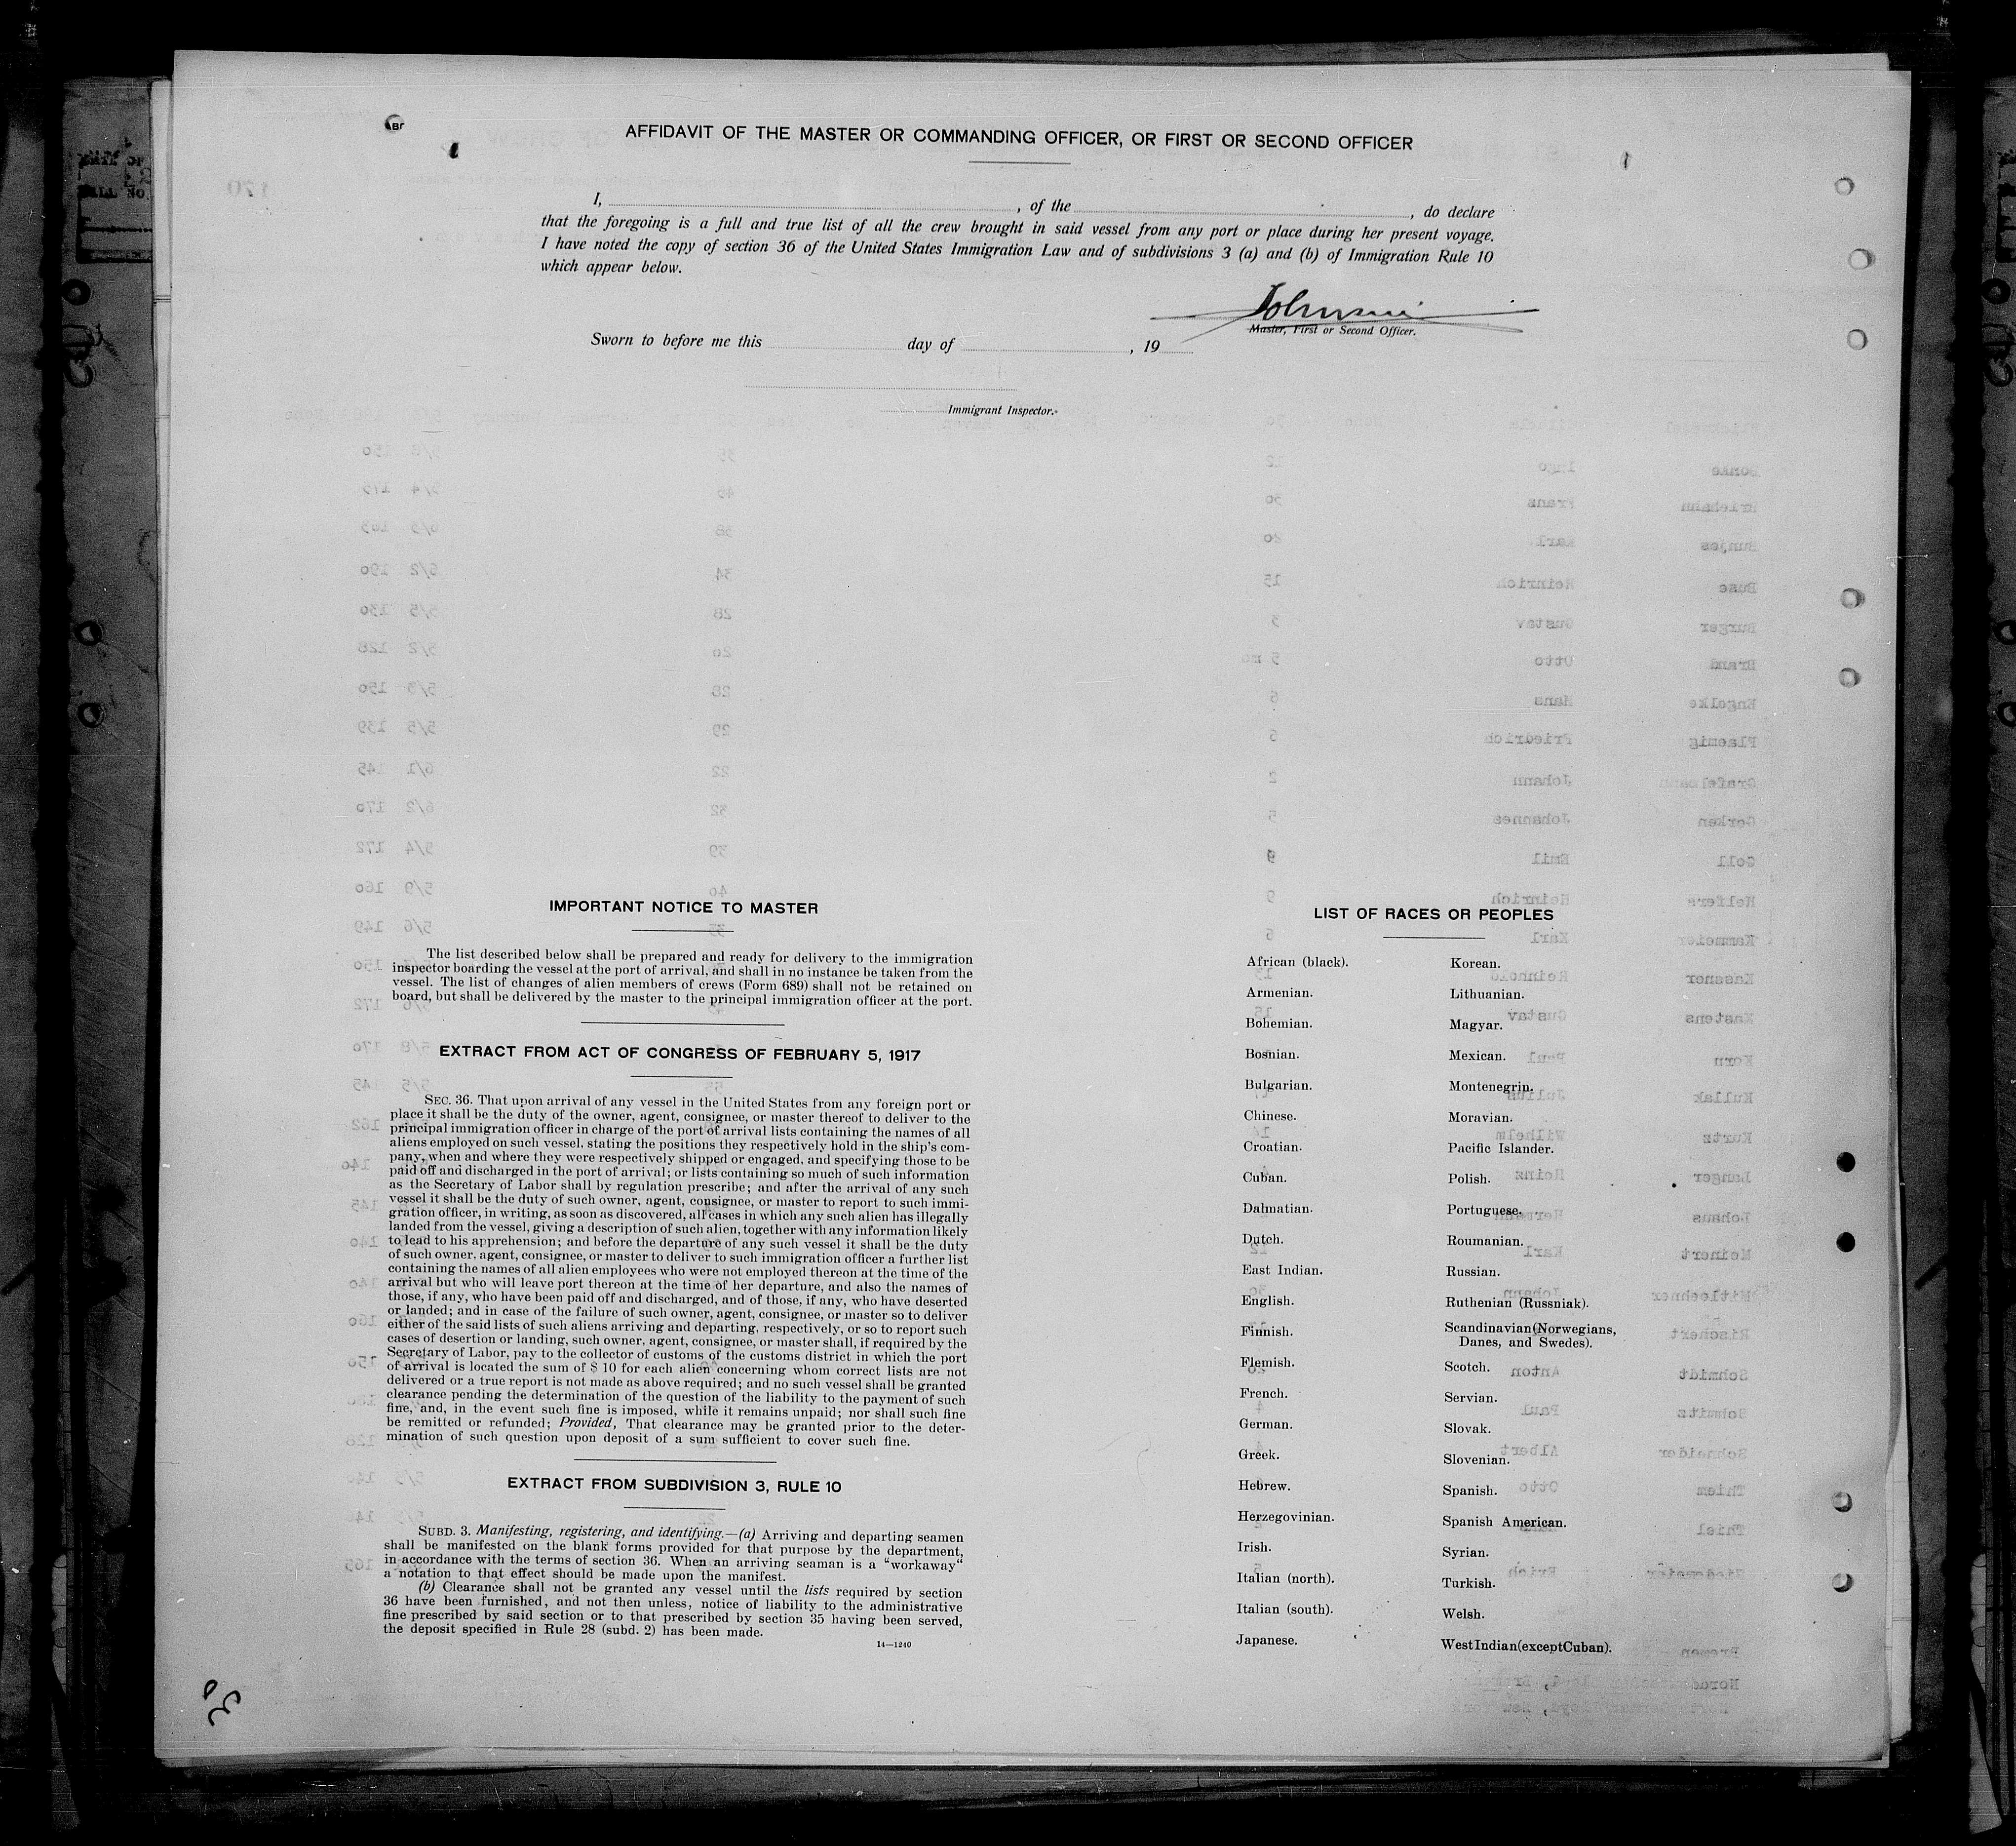 AFFIDAVIT OF THE MASTER OR COMMANDING OFFICER, OR FIRST OR SECOND OFFICER
I, , of the , do declare
that the foregoing is a full and true list of all the crew brought in said vessel from any port or place during her present voyage.
I have noted the copy of section 36 of the United States Immigration Law and of subdivisions 3 (a) and (b) of Immigration Rule 10
which appear below.
Master, First or Second Officer.
Sworn to before me this day of , 19
Immigrant Inspector.
IMPORTANT NOTICE TO MASTER
The list described below shall be prepared and ready for delivery to the immigration
inspector boarding the vessel at the port of arrival, and shall in no instance be taken from the
vessel. The list of changes of alien members of crews (Form 689) shall not be retained on
board, but shall be delivered by the master to the principal immigration officer at the port.
EXTRACT FROM ACT OF CONGRESS OF FEBRUARY 5, 1917
SEC. 36. That upon arrival of any vessel in the United States from any foreign port or
place it shall be the duty of the owner, agent, consignee, or master thereof to deliver to the
principal immigration officer in charge of the port of arrival lists containing the names of all
aliens employed on such vessel, stating the positions they respectively hold in the ship's com-
pany, when and where they were respectively shipped or engaged, and specifying those to be
paid off and discharged in the port of arrival; or lists containing so much of such information
as the Secretary of Labor shall by regulation prescribe; and after the arrival of any such
vessel it shall be the duty of such owner, agent, consignee, or master to report to such immi-
gration officer, in writing, as soon as discovered, all cases in which any such alien has illegally
landed from the vessel, giving a description of such alien, together with any information likely
to lead to his apprehension; and before the departure of any such vessel it shall be the duty
of such owner, agent, consignee, or master to deliver to such immigration officer a further list
containing the names of all alien employees who were not employed thereon at the time of the
arrival but who will leave port thereon at the time of her departure, and also the names of
those, if any, who have been paid off and discharged, and of those, if any, who have deserted
or landed; and in case of the failure of such owner, agent, consignee, or master so to deliver
either of the said lists of such aliens arriving and departing, respectively, or so to report such
cases of desertion or landing, such owner, agent, consignee, or master shall, if required by the
Secretary of Labor, pay to the collector of customs of the customs district in which the port
of arrival is located the sum of $ 10 for each alien concerning whom correct lists are not
delivered or a true report is not made as above required; and no such vessel shall be granted
clearance pending the determination of the question of the liability to the payment of such
fine, and, in the event such fine is imposed, while it remains unpaid; nor shall such fine
be remitted or refunded; Provided, That clearance may be granted prior to the deter-
mination of such question upon deposit of a sum sufficient to cover such fine.
EXTRACT FROM SUBDIVISION 3, RULE 10
SUBD. 3. Manifesting, registering, and identifying.—(a) Arriving and departing seamen
shall be manifested on the blank forms provided for that purpose by the department,
in accordance with the terms of section 36. When an arriving seaman is a “workaway“
a notation to that effect should be made upon the manifest.
(b) Clearance shall not be granted any vessel until the lists required by section
36 have been furnished, and not then unless, notice of liability to the administrative
fine prescribed by said section or to that prescribed by section 35 having been served,
the deposit specified in Rule 28 (subd. 2) has been made.
14—1240
LIST OF RACES OR PEOPLES
African (black).
Armenian.
Bohemian.
Bosnian.
Bulgarian.
Chinese.
Croatian.
Cuban.
Dalmatian.
Dutch.
East Indian.
English.
Finnish.
Flemish.
French.
German.
Greek.
Hebrew.
Herzegovinian.
Irish.
Italian (north).
Italian (south).
Japanese.
Korean.
Lithuanian.
Magyar.
Mexican.
Montenegrin.
Moravian.
Pacific Islander.
Polish.
Portuguese.
Roumanian.
Russian.
Ruthenian (Russniak).
Scandinavian(Norwegians,
Danes, and Swedes).
Scotch.
Servian.
Slovak.
Slovenian.
Spanish.
Spanish American.
Syrian.
Turkish.
Welsh.
West Indian(except Cuban).
30